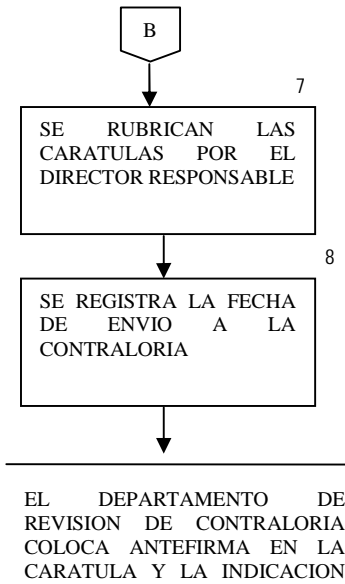 B
7
SE RUBRICAN LAS
CARATULAS POR EL
DIRECTOR RESPONSABLE
8
SE REGISTRA LA FECHA
DE ENVIO A LA
CONTRALORIA
EL DEPARTAMENTO DE
REVISION DE CONTRALORIA
COLOCA ANTEFIRMA EN LA
CARATULA Y LA INDICACION